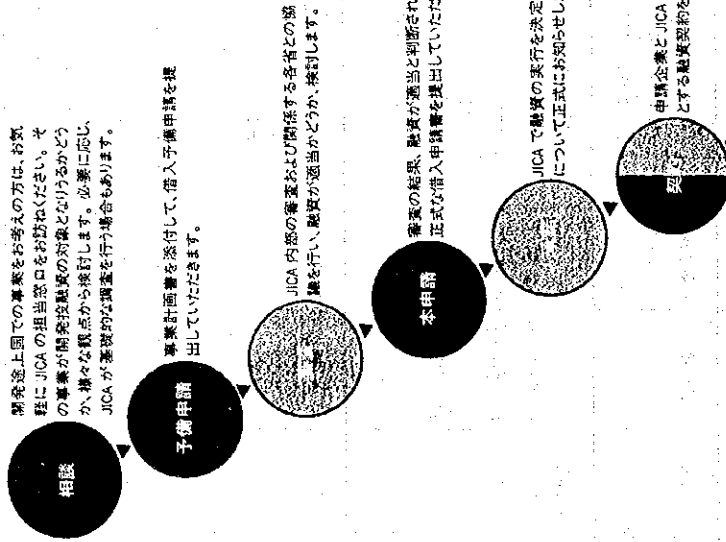 相談
開発途上国での事業をお考えの方は、お気
軽に JICA の担当窓口をお訪ねください。そ
の事業が開発投融資の対象となりうるかどう
か、様々な観点から検討します。必要に応じ、
JICA が基礎的な調査を行う場合もあります。
予備申請
事業計画書を添付して、借入予備申請を提
出していただきます。
JICA 内部の審査および関係する各省との協
議を行い、融資が適当かどうか、検討します。
本申請
審査の結果、融資が適当と判断され
正式な借入申請書を提出していただ
JICA で融資の実行を決定
について正式にお知らせし
申請企業と JICA
とする融資契約を